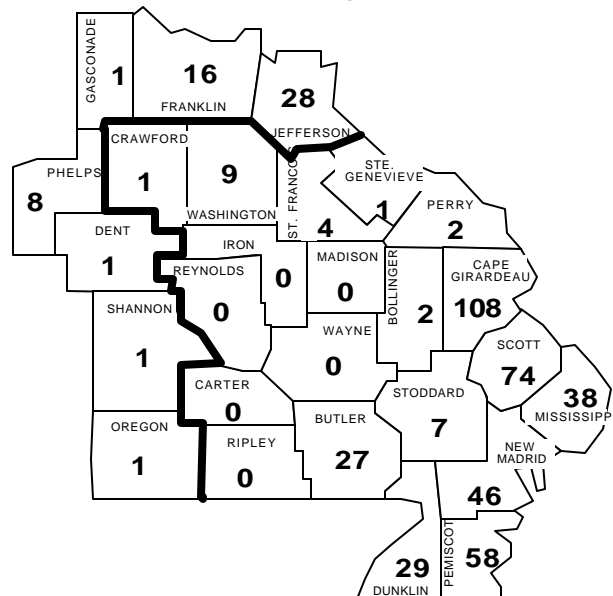 GASCONADE
1
16
FRANKLIN
28
JEFFERSON
CRAWFORD
1
9
WASHINGTON
ST. FRANCOIS
4
STE.
GENEVIEVE
1
PERRY
2
PHELPS
8
DENT
1
IRON
0
REYNOLDS
0
MADISON
0
BOLLINGER
2
CAPE
GIRARDEAU
108
SHANNON
1
WAYNE
0
SCOTT
74
CARTER
0
STODDARD
7
38
MISSISSIPP
OREGON
1
RIPLEY
0
BUTLER
27
NEW
MADRID
46
29
DUNKLIN
PEMISCOT
58